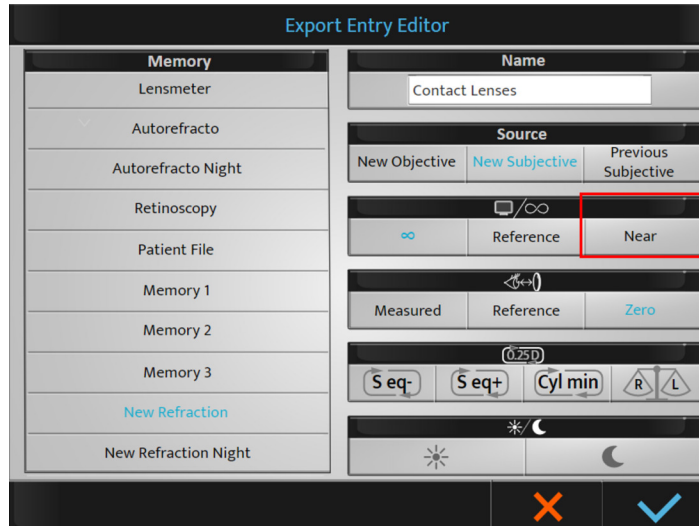 Export Entry Editor
Memory
Lensmeter
Autorefracto
Autorefracto Night
Retinoscopy
Patient File
Memory 1
Memory 2
Memory 3
New Refraction
New Refraction Night
Name
Contact Lenses
Source
New Objective
New Subjective
Previous
Subjective
/∞
∞
Reference
Near
Measured
Reference
Zero
0.25D
S eq-
S eq+
Cyl min
R
L